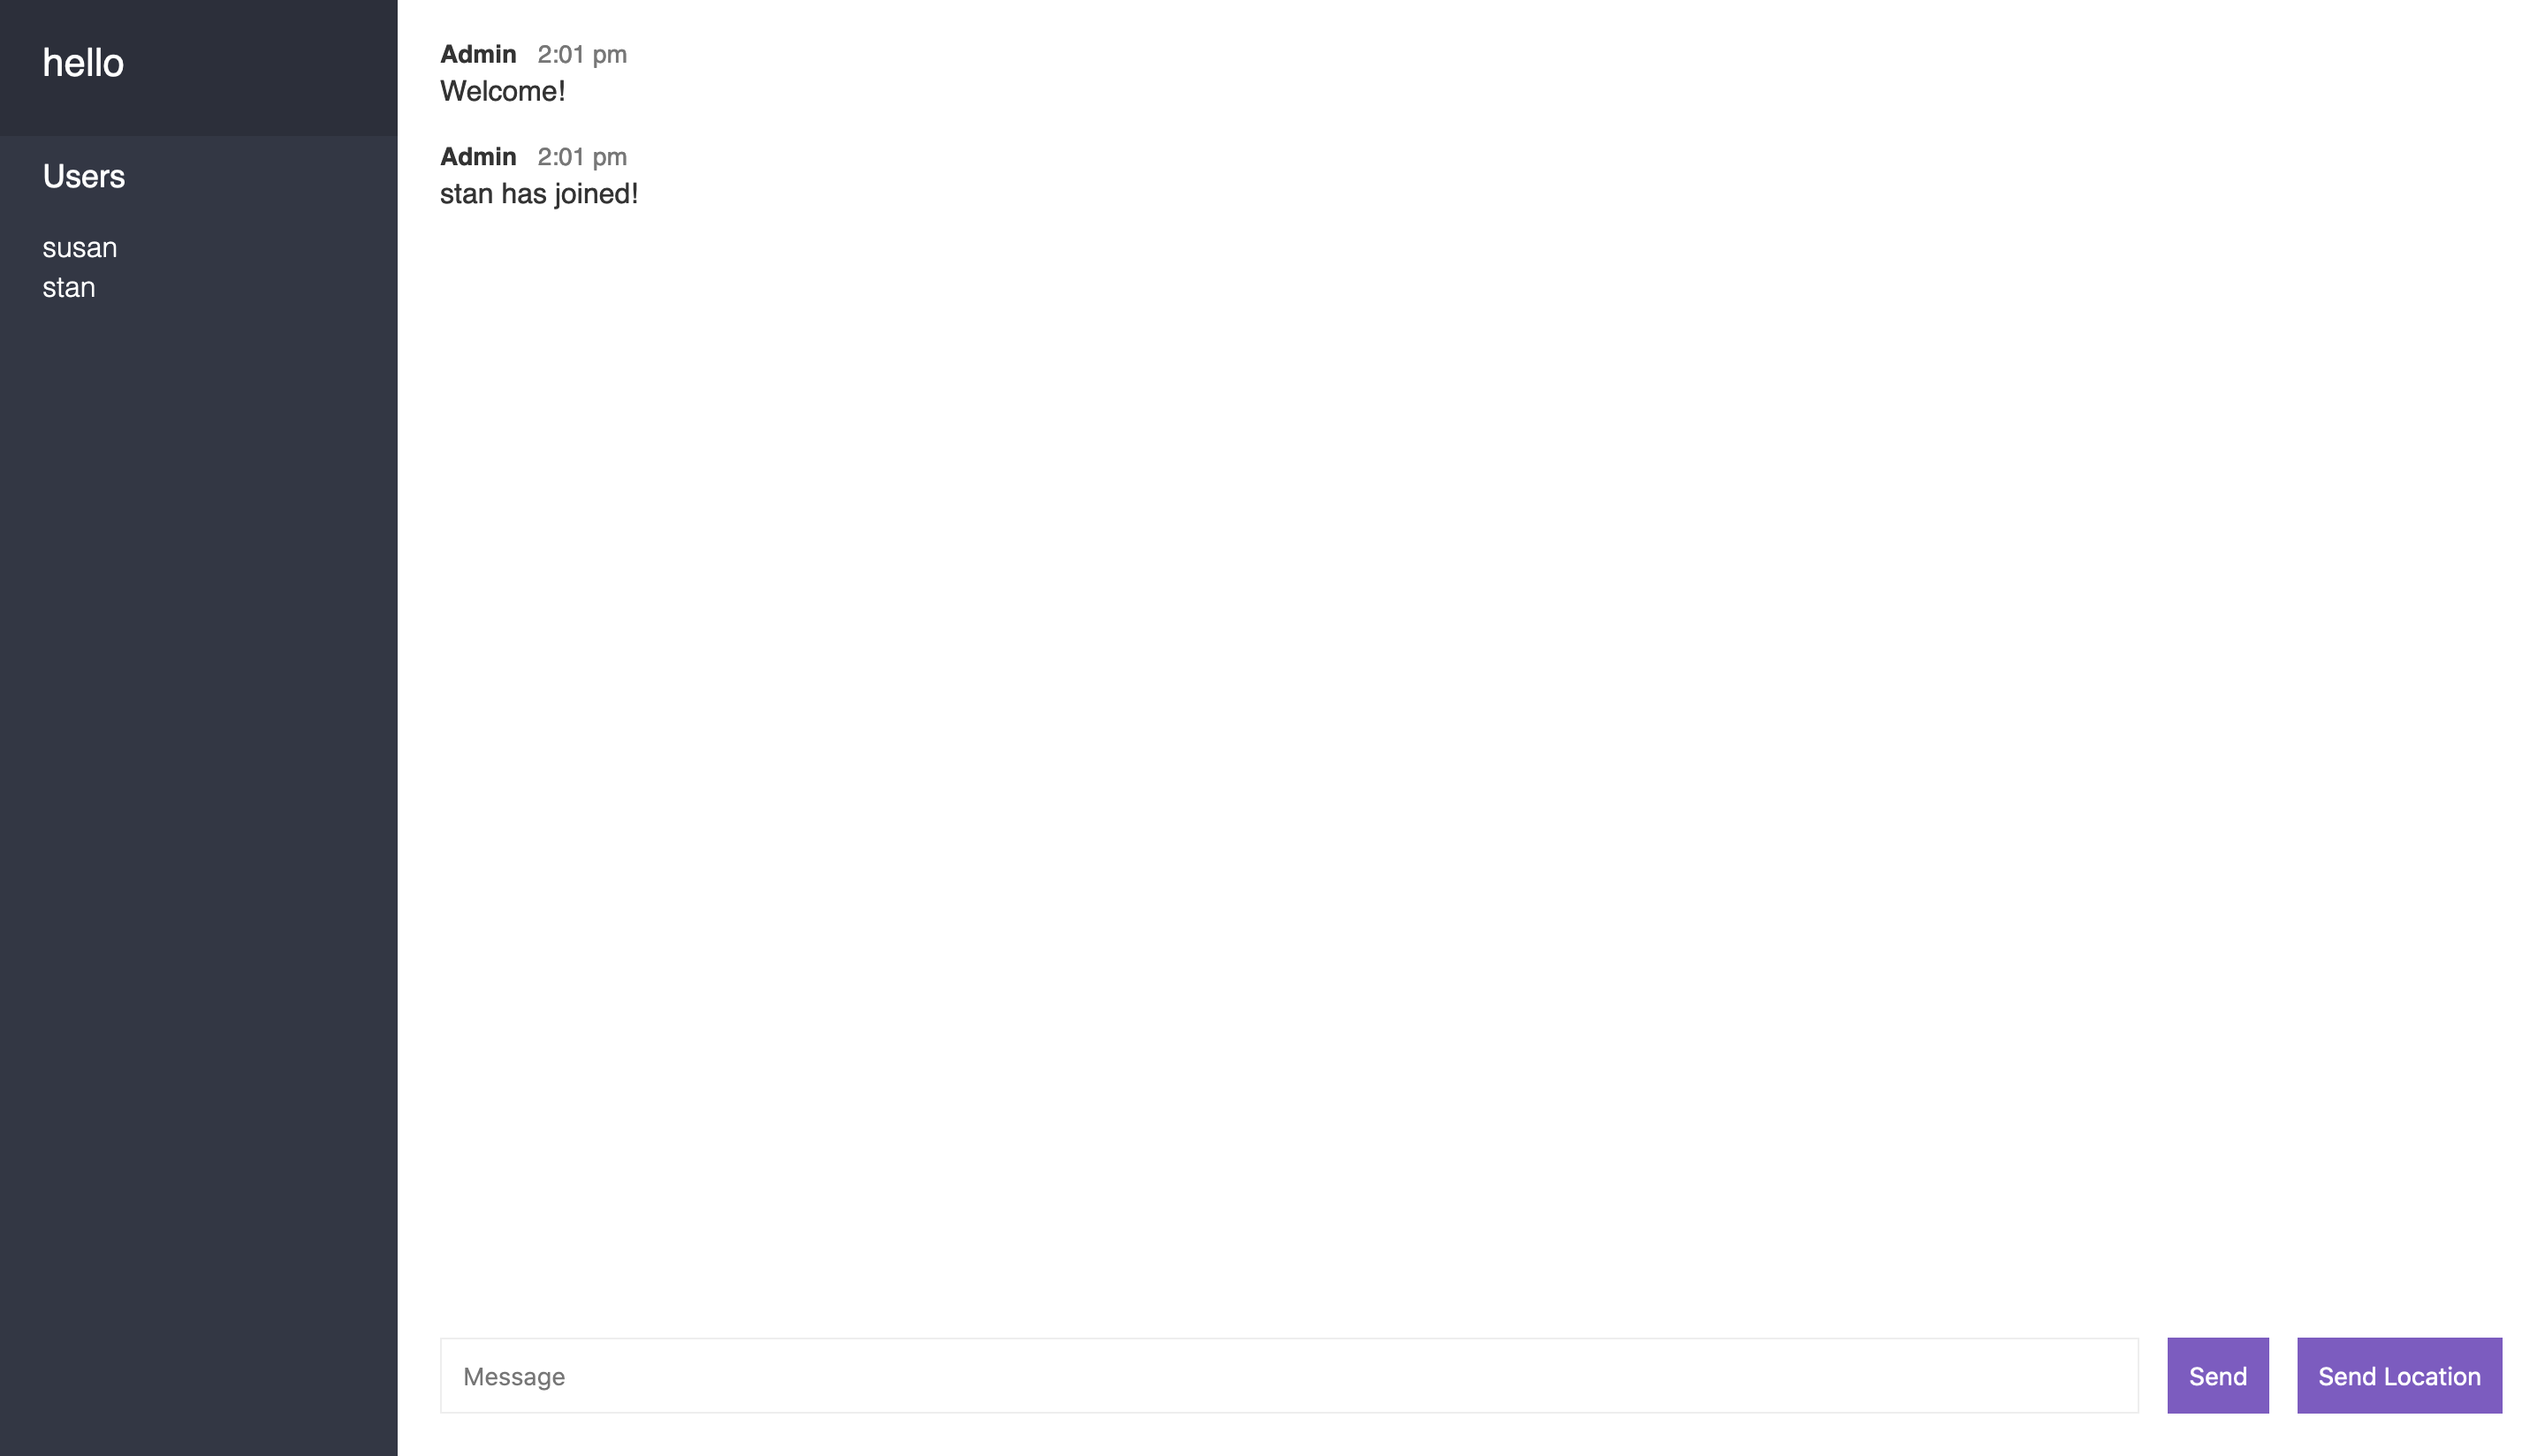 hello
Users
susan
stan
Admin 2:01 pm
Welcome!
Admin 2:01 pm
stan has joined!
Message
Send
Send Location